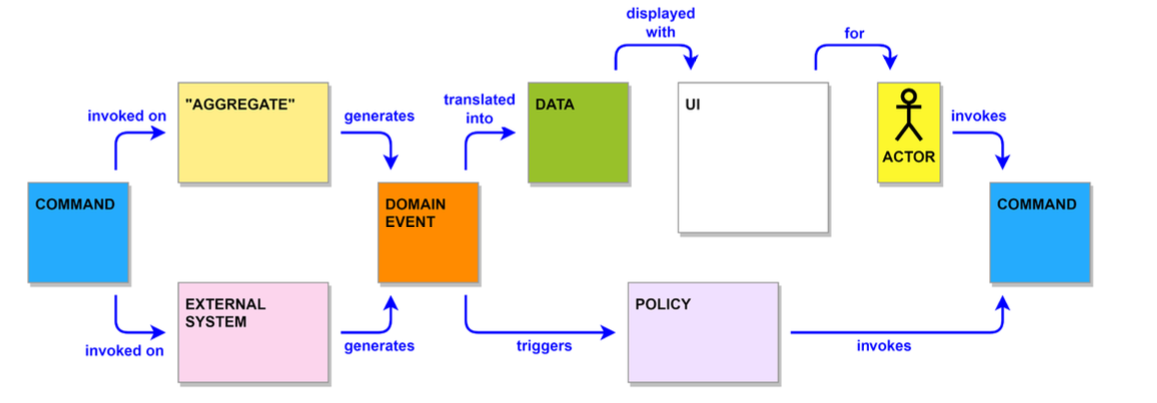 displayed
with
for
"AGGREGATE"
DATA
UI
translated
into
invoked on
generates
invokes
ACTOR
COMMAND
DOMAIN
EVENT
COMMAND
EXTERNAL
SYSTEM
POLICY
invoked on
generates
triggers
invokes